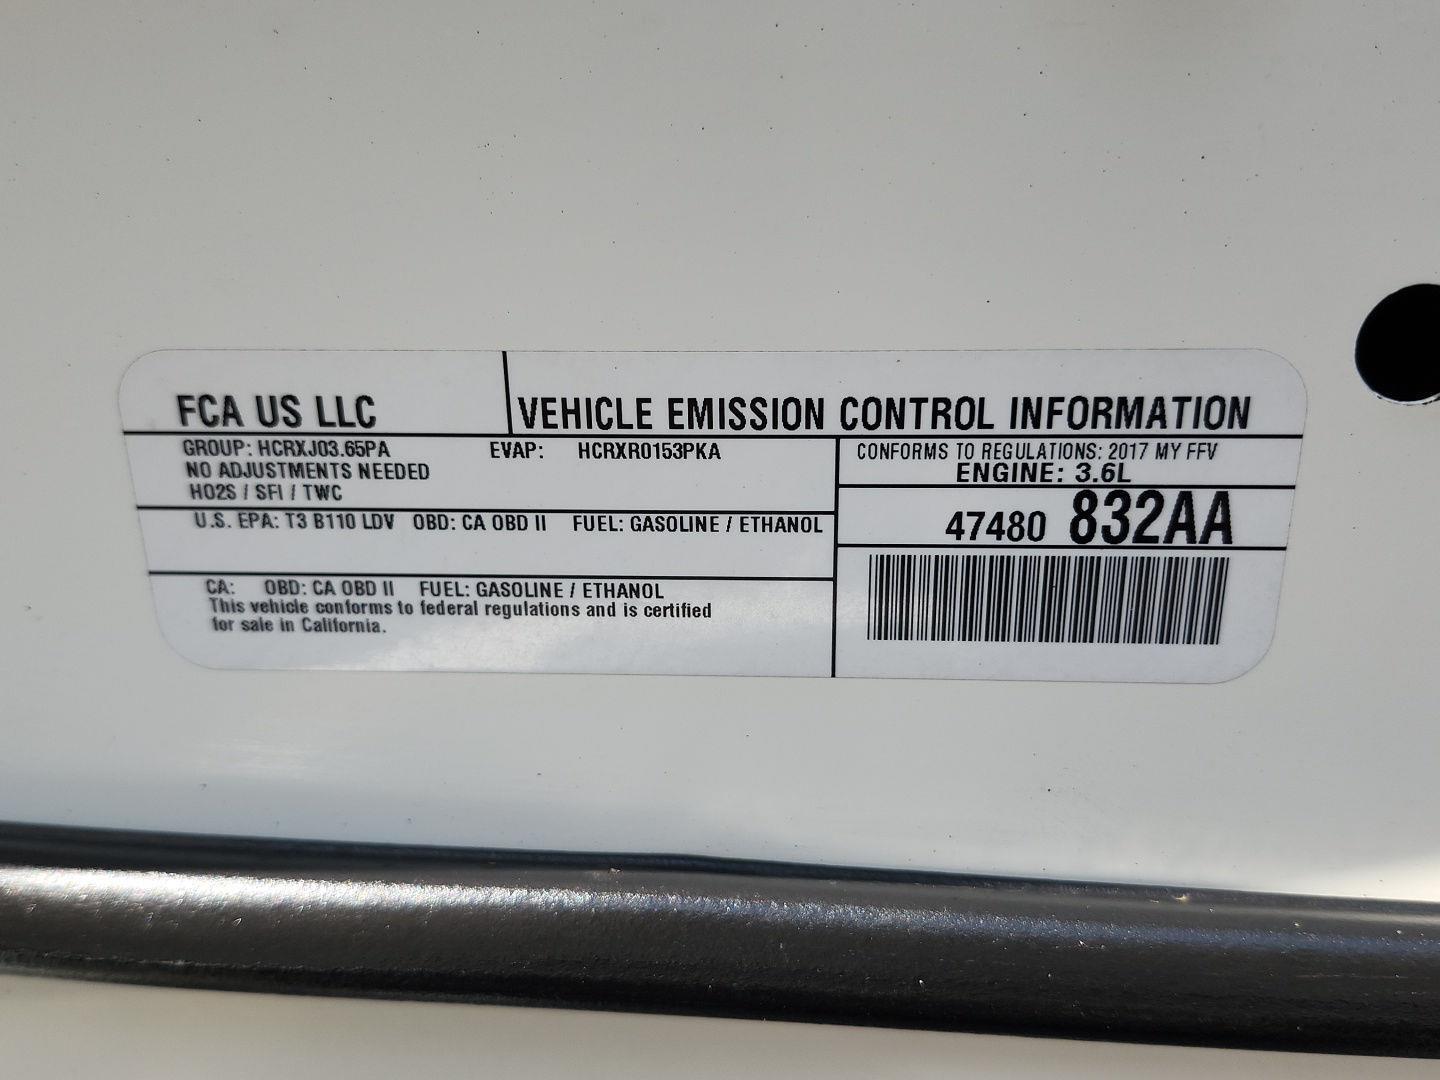 FCA US LLC
VEHICLE EMISSION CONTROL INFORMATION
GROUP: HCRXJ03.65PA EVAP: HCRXR0153PKA
NO ADJUSTMENTS NEEDED
HO2S / SFI / TWC
U.S. EPA: T3 B110 LDV OBD: CA OBD II FUEL: GASOLINE / ETHANOL
CA: OBD: CA OBD II FUEL: GASOLINE / ETHANOL
This vehicle conforms to federal regulations and is certified
for sale in California.
CONFORMS TO REGULATIONS: 2017 MY FFV
ENGINE: 3.6L
47480 832AA